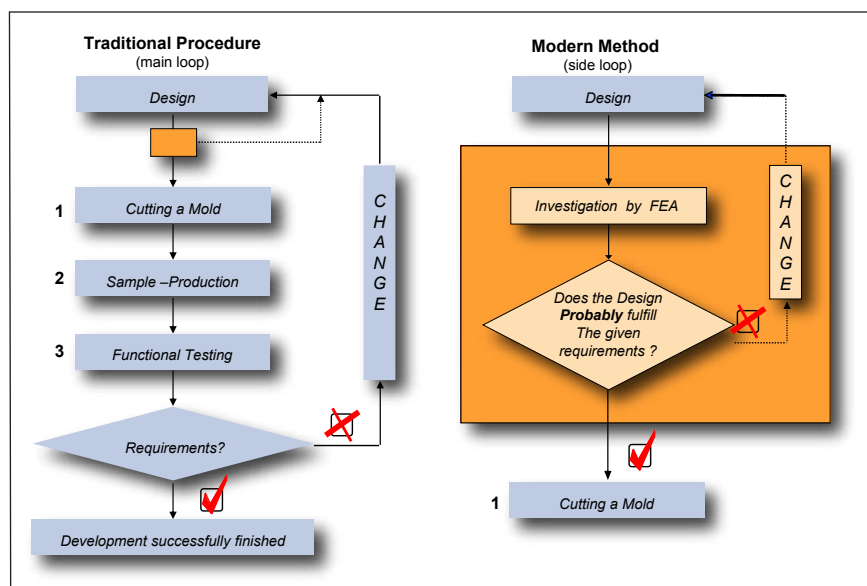 Traditional Procedure
(main loop)
Design
1
Cutting a Mold
2
Sample –Production
3
Functional Testing
Requirements?
Development successfully finished
C
H
A
N
G
E
Modern Method
(side loop)
Design
Investigation by FEA
Does the Design
Probably fulfill
The given
requirements ?
C
H
A
N
G
E
1
Cutting a Mold